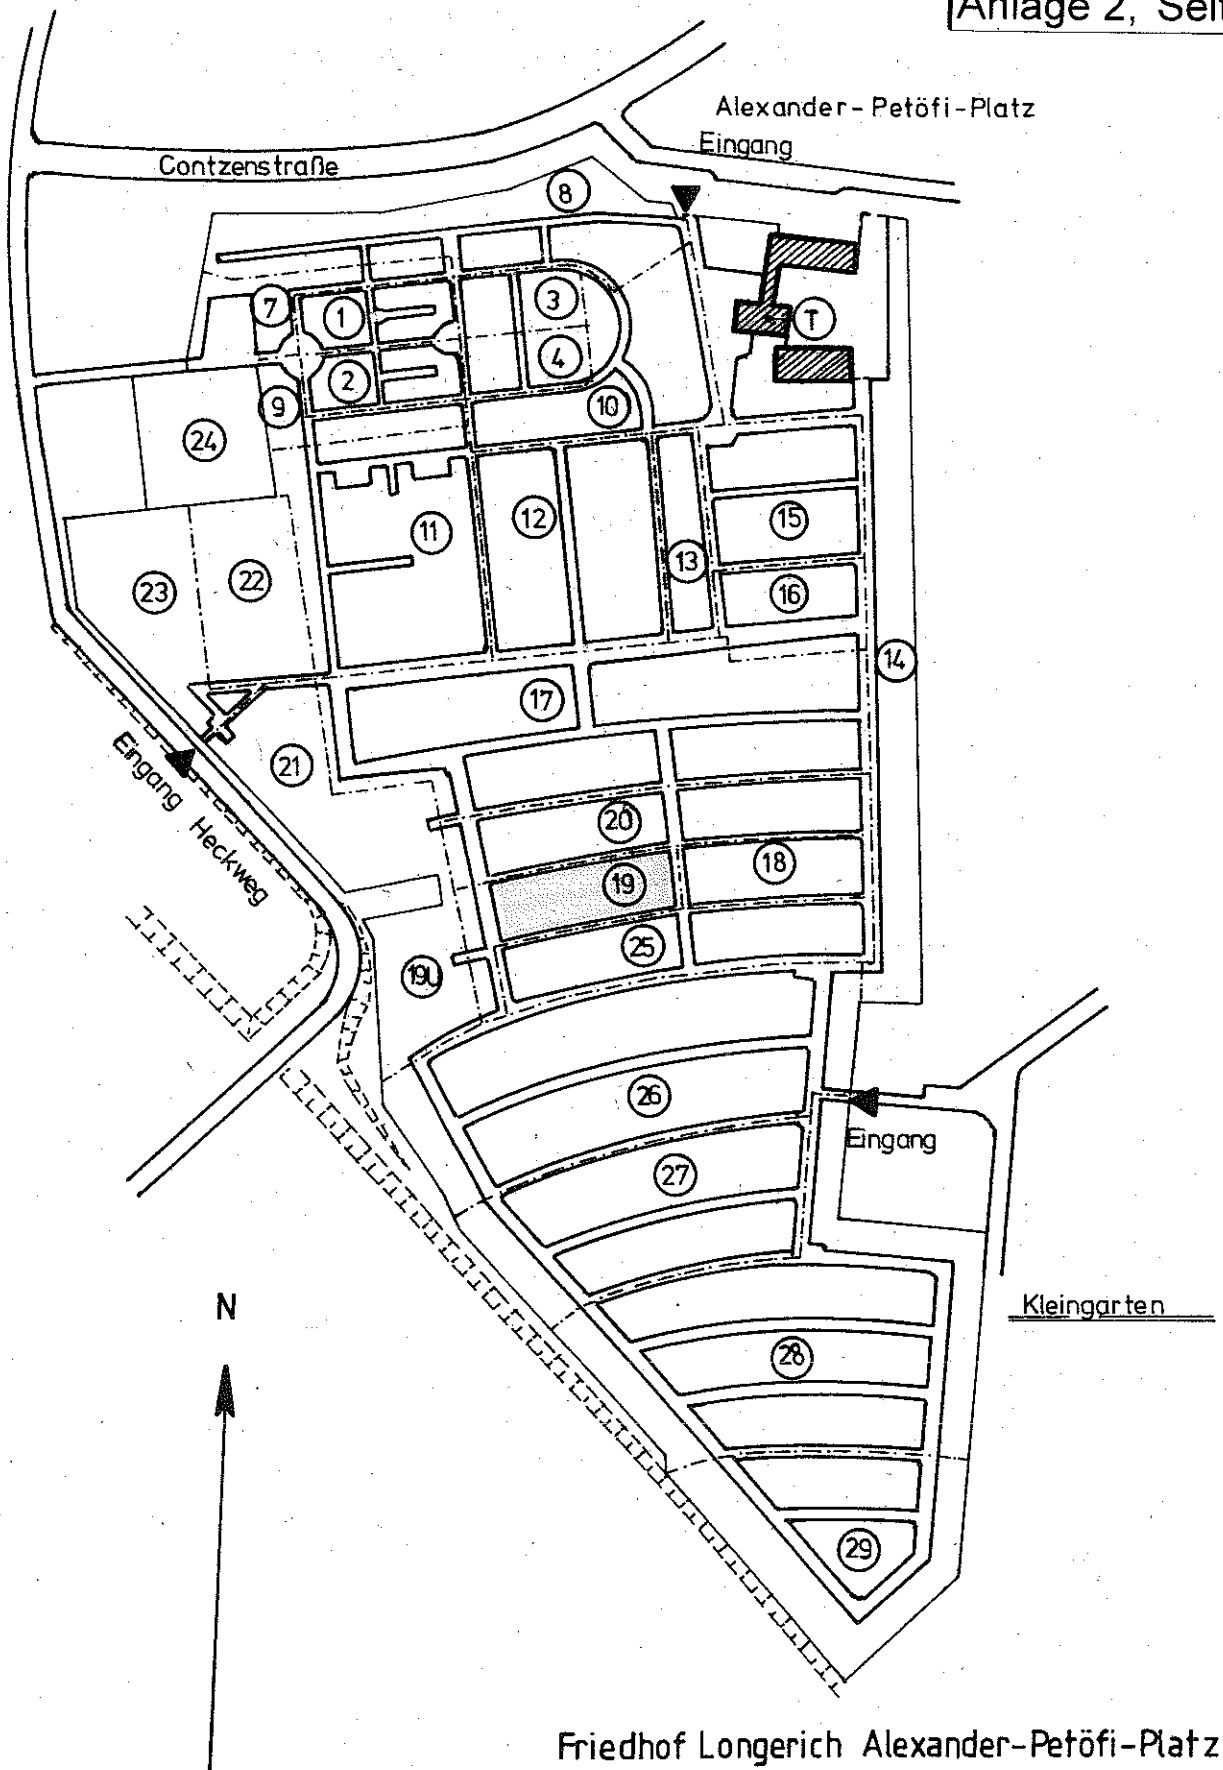 Anlage 2, Seit
Alexander-Petöfi-Platz
Eingang
Contzenstraße
8
7
1
3
T
4
2
9
10
24
11
12
15
13
23
22
16
14
17
Eingang Heckweg
21
20
18
19
25
19U
26
Eingang
27
N
Kleingarten
28
29
Friedhof Longerich Alexander-Petöfi-Platz